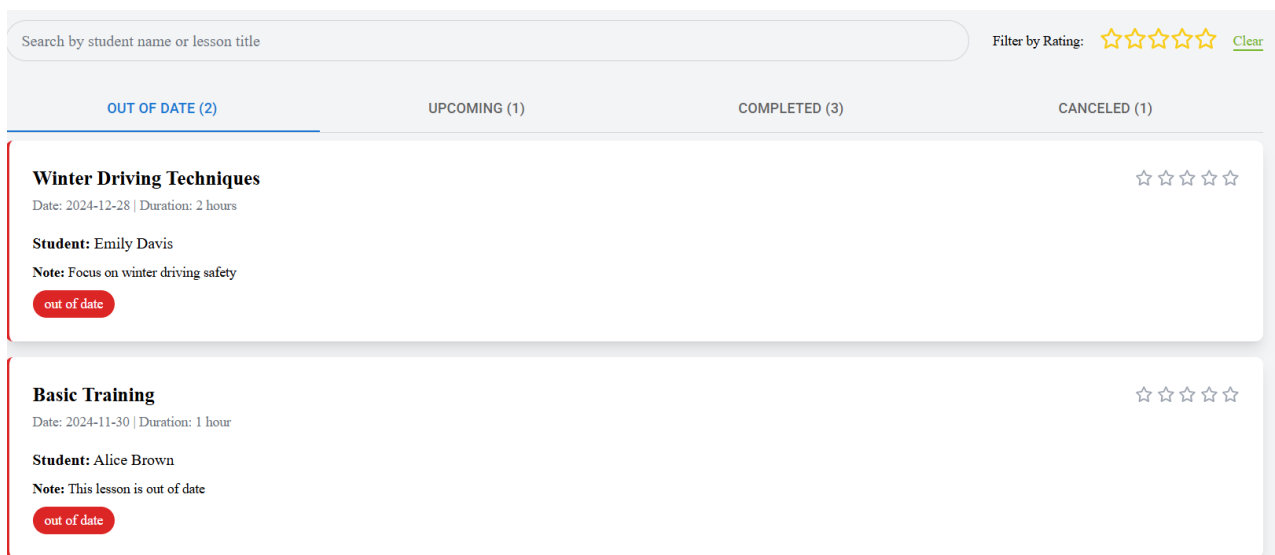 Search by student name or lesson title
Filter by Rating:
Clear
OUT OF DATE (2)
UPCOMING (1)
COMPLETED (3)
CANCELED (1)
Winter Driving Techniques
Date: 2024-12-28 | Duration: 2 hours
Student: Emily Davis
Note: Focus on winter driving safety
out of date
Basic Training
Date: 2024-11-30 | Duration: 1 hour
Student: Alice Brown
Note: This lesson is out of date
out of date